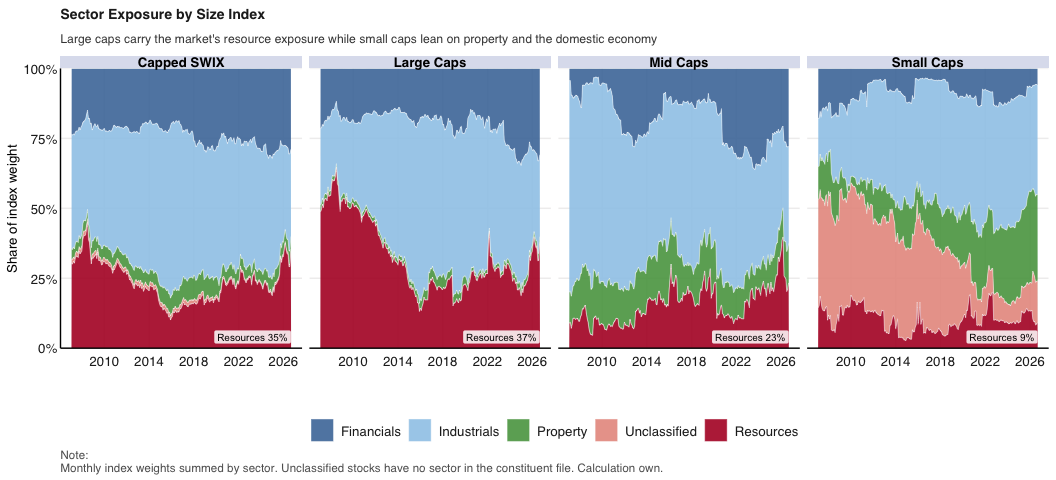 Sector Exposure by Size Index
Large caps carry the market's resource exposure while small caps lean on property and the domestic economy
Capped SWIX
Large Caps
Mid Caps
Small Caps
Share of index weight
100%
75%
50%
25%
0%
Resources 35%
Resources 37%
Resources 23%
Resources 9%
2010 2014 2018 2022 2026
2010 2014 2018 2022 2026
2010 2014 2018 2022 2026
2010 2014 2018 2022 2026
Financials
Industrials
Property
Unclassified
Resources
Note:
Monthly index weights summed by sector. Unclassified stocks have no sector in the constituent file. Calculation own.